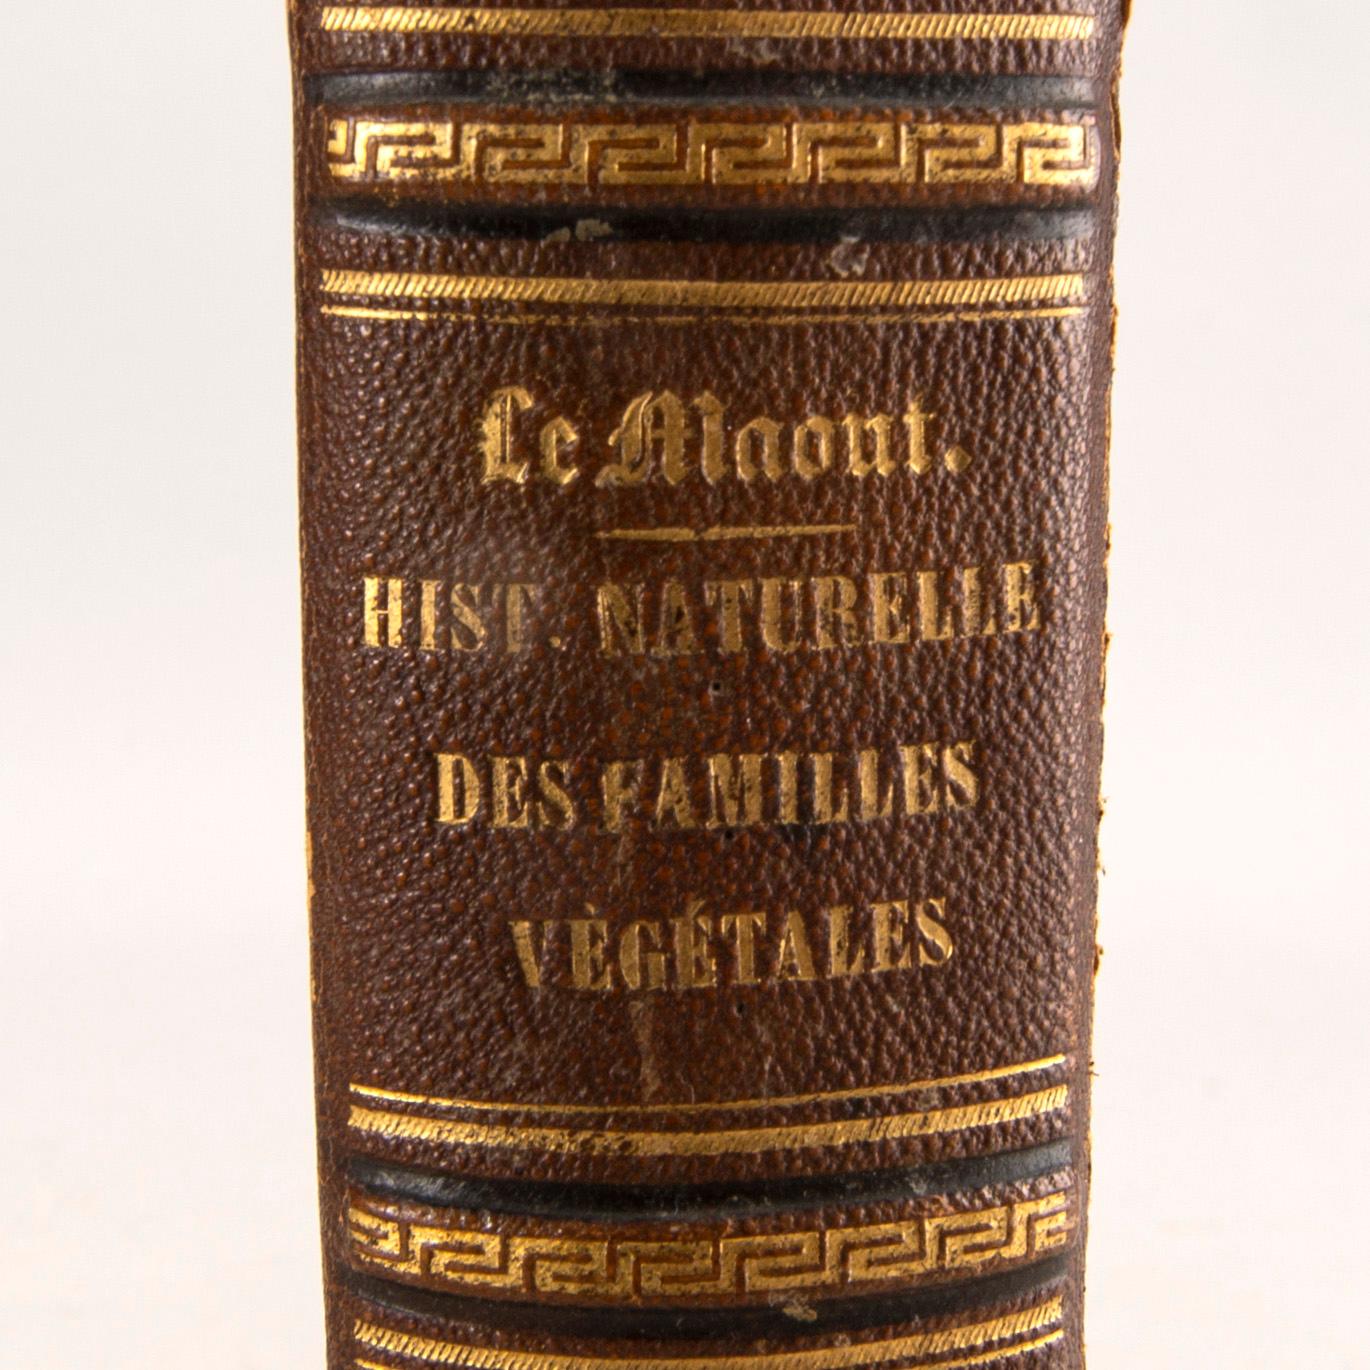 Le Maout.
HIST. NATURELLE
DES FAMILLES
VÉGÉTALES